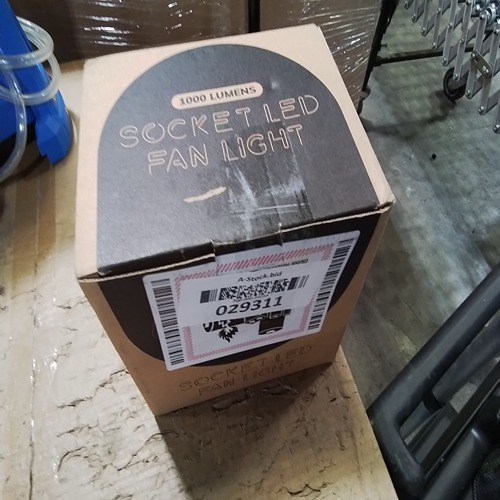 1000 LUMENS
SOCKET LED
FAN LIGHT
A-Stock.bid
029311
SOCKET LED
FAN LIGHT